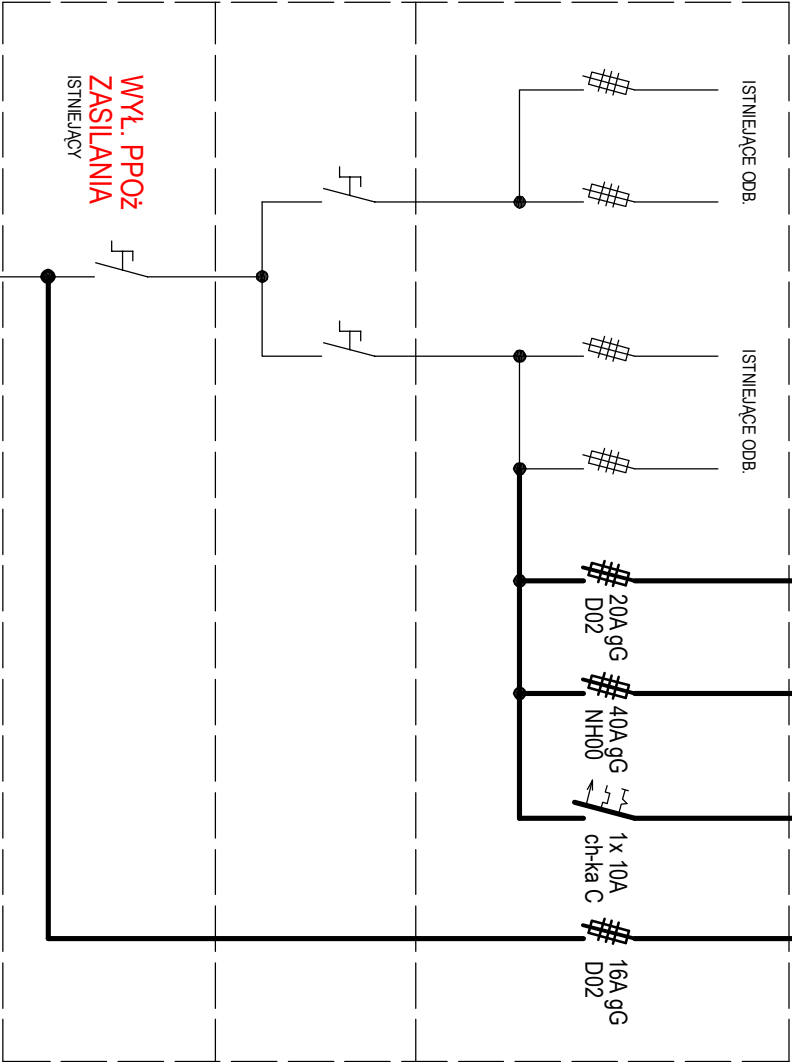 WYŁ. PPOż
ZASILANIA
ISTNIEJĄCY
ISTNIEJĄCE ODB.
ISTNIEJĄCE ODB.
20A gG
D02
40A gG
NH00
1x 10A
ch-ka C
16A gG
D02